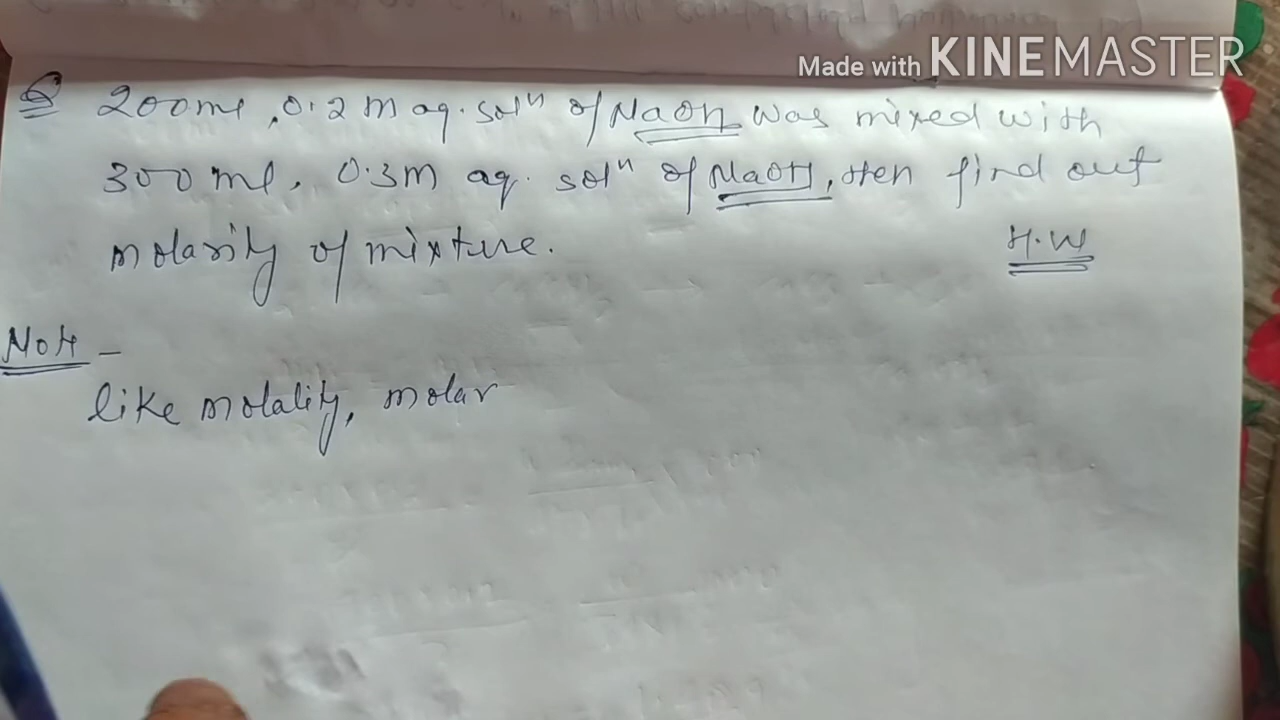 Made with KINEMASTER
Q 200ml, 0.2 M aq. solⁿ of NaOH was mixed with
300 ml, 0.3M aq. solⁿ of NaOH, then find out
molarity of mixture.
H.W
Note -
like molality, molar